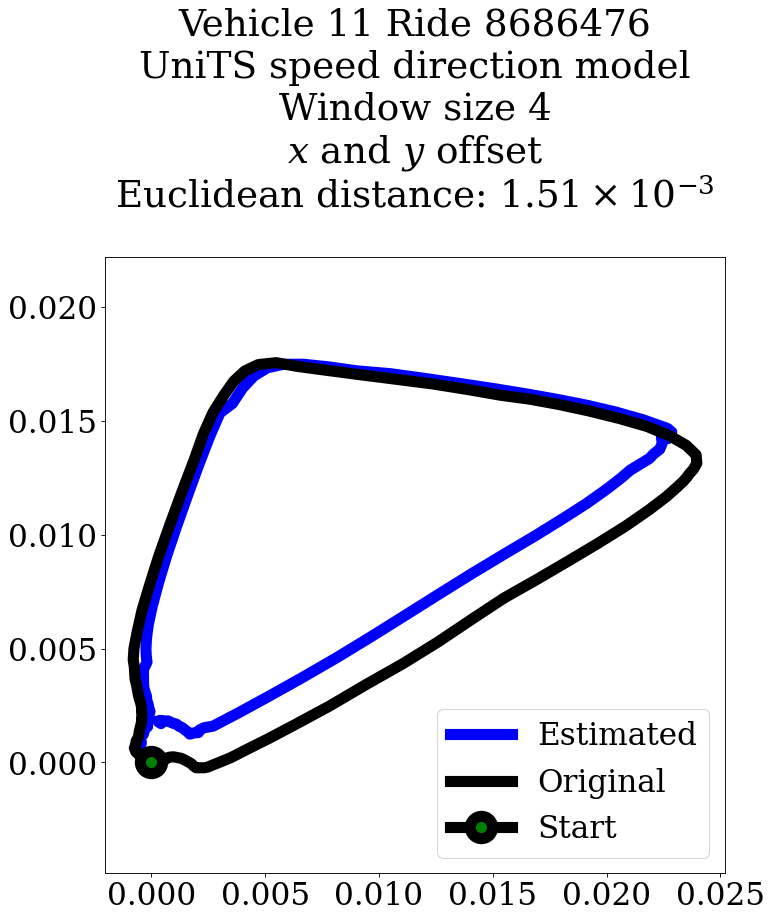 Vehicle 11 Ride 8686476
UniTS speed direction model
Window size 4
x and y offset
Euclidean distance: 1.51 × 10⁻³
0.020
0.015
0.010
0.005
0.000
Estimated
Original
Start
0.000 0.005 0.010 0.015 0.020 0.025